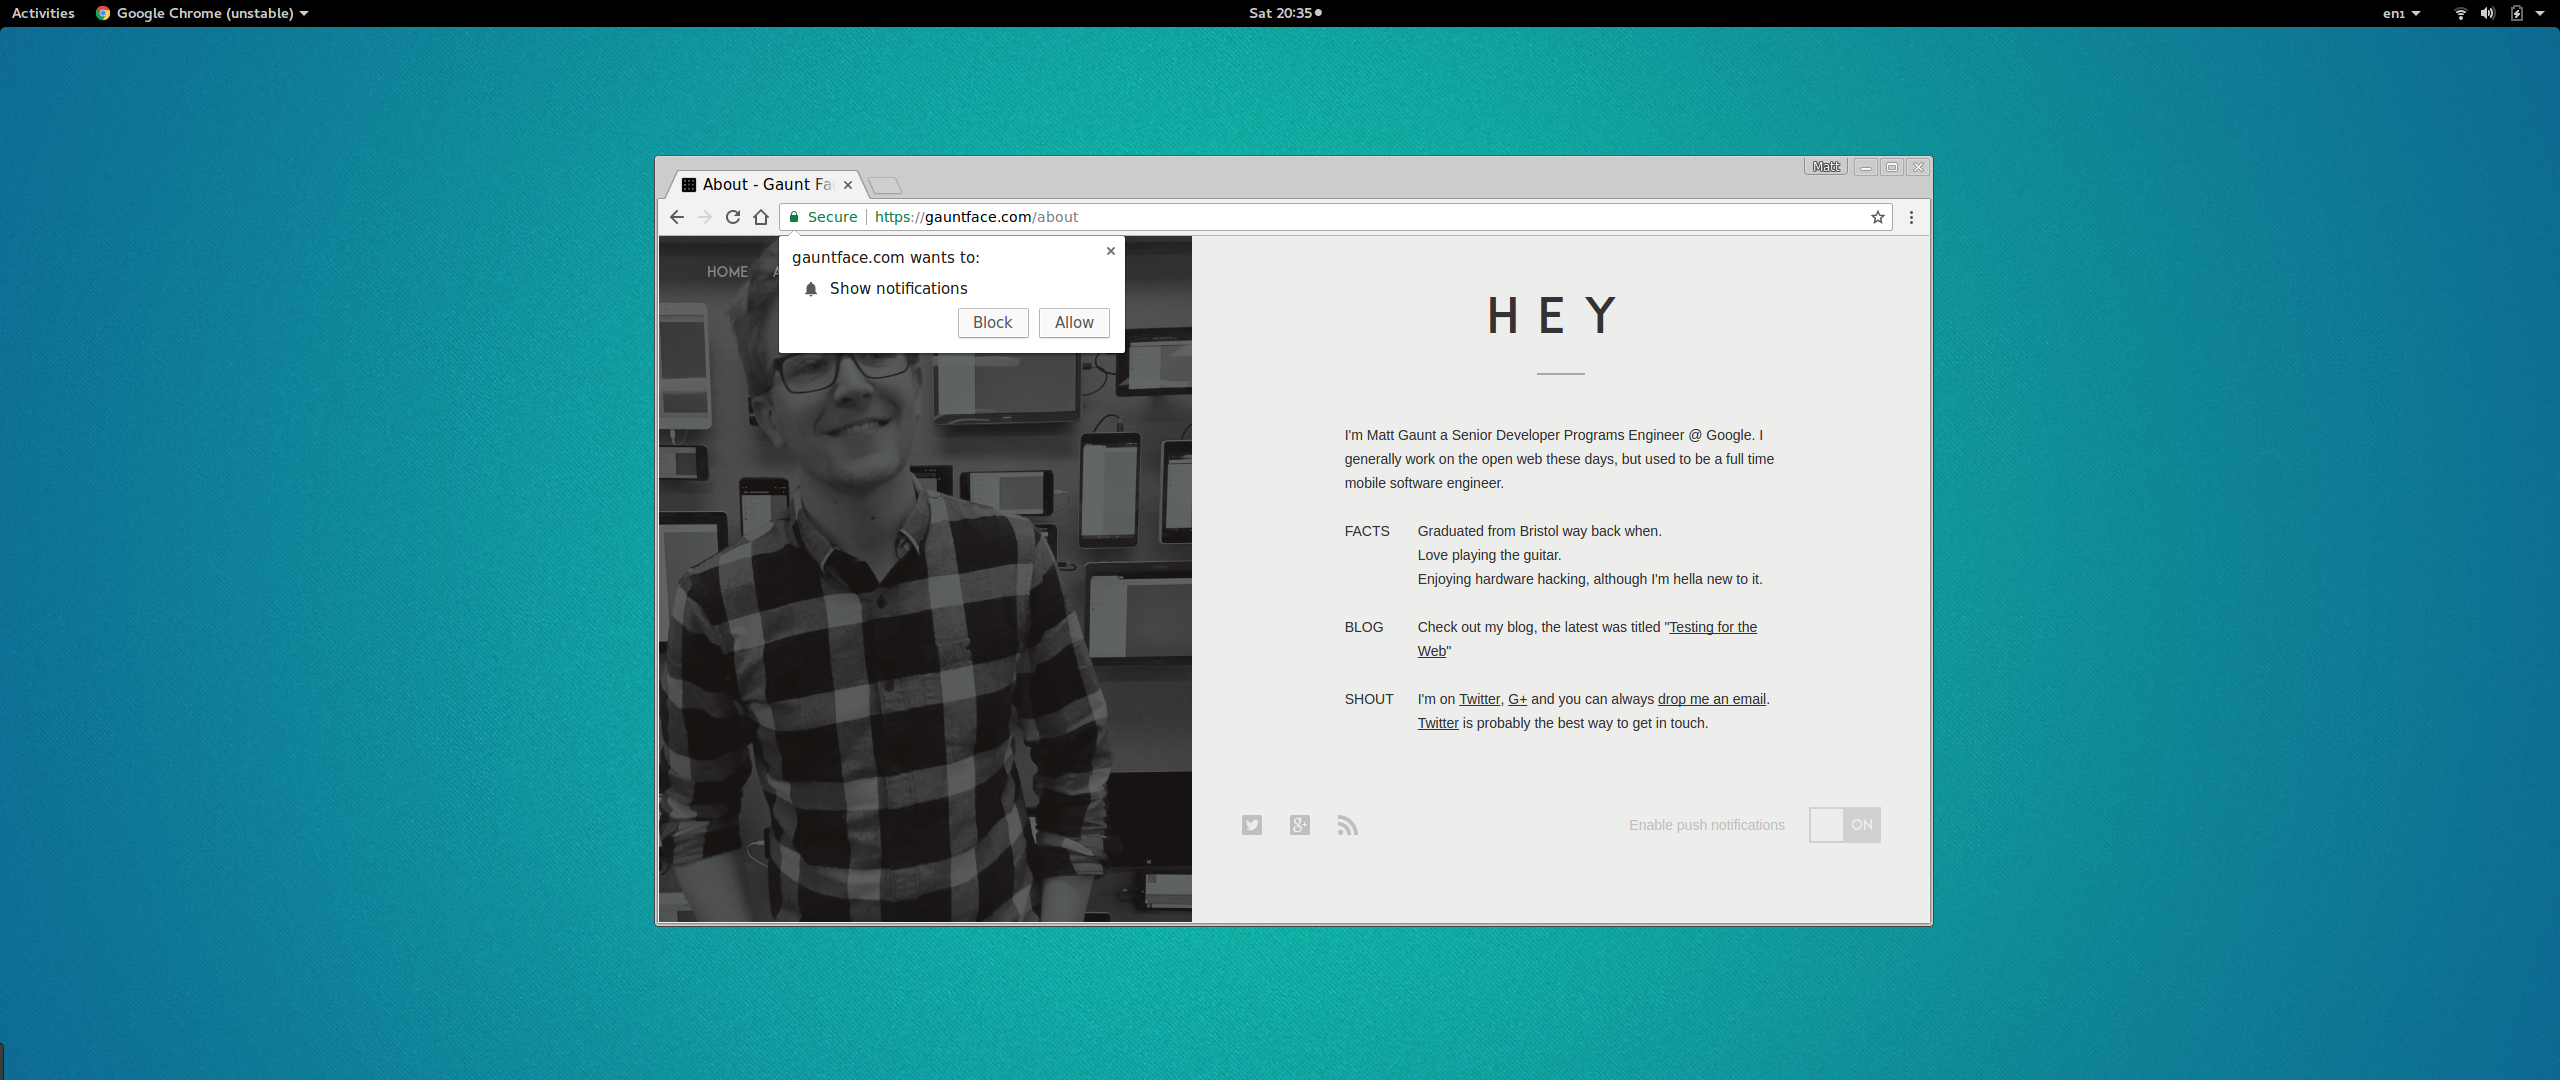 Activities
Google Chrome (unstable)
Sat 20:35
en1
Matt
About - Gaunt Fa
Secure
https://gauntface.com/about
gauntface.com wants to:
Show notifications
Block
Allow
HOME
HEY
I'm Matt Gaunt a Senior Developer Programs Engineer @ Google. I
generally work on the open web these days, but used to be a full time
mobile software engineer.
FACTS
Graduated from Bristol way back when.
Love playing the guitar.
Enjoying hardware hacking, although I'm hella new to it.
BLOG
Check out my blog, the latest was titled "Testing for the
Web"
SHOUT
I'm on Twitter, G+ and you can always drop me an email.
Twitter is probably the best way to get in touch.
Enable push notifications
ON